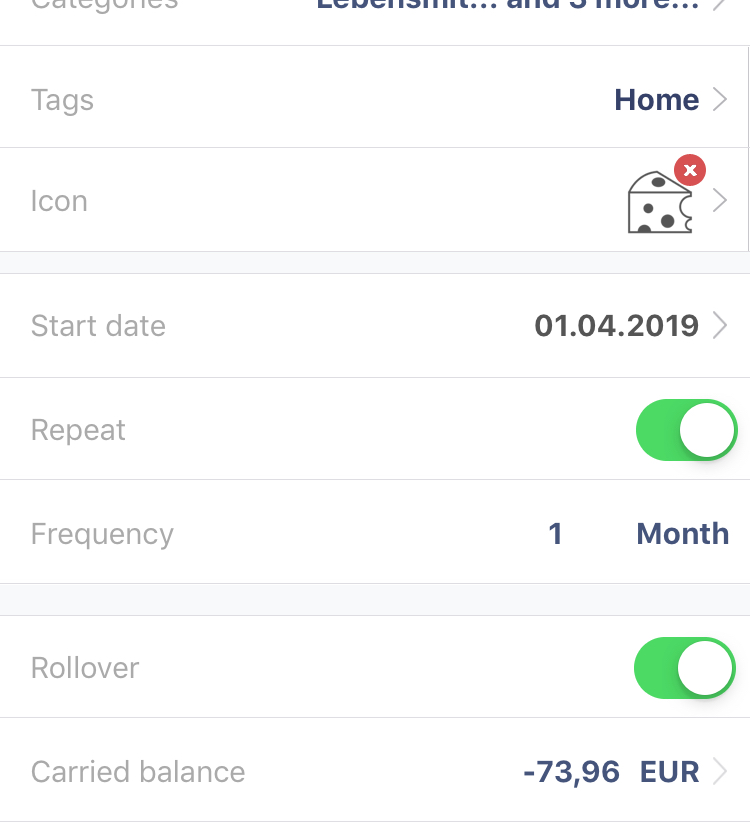 Categories Lebensmit... and 3 more...
Tags Home
Icon
Start date 01.04.2019
Repeat
Frequency 1 Month
Rollover
Carried balance -73,96 EUR